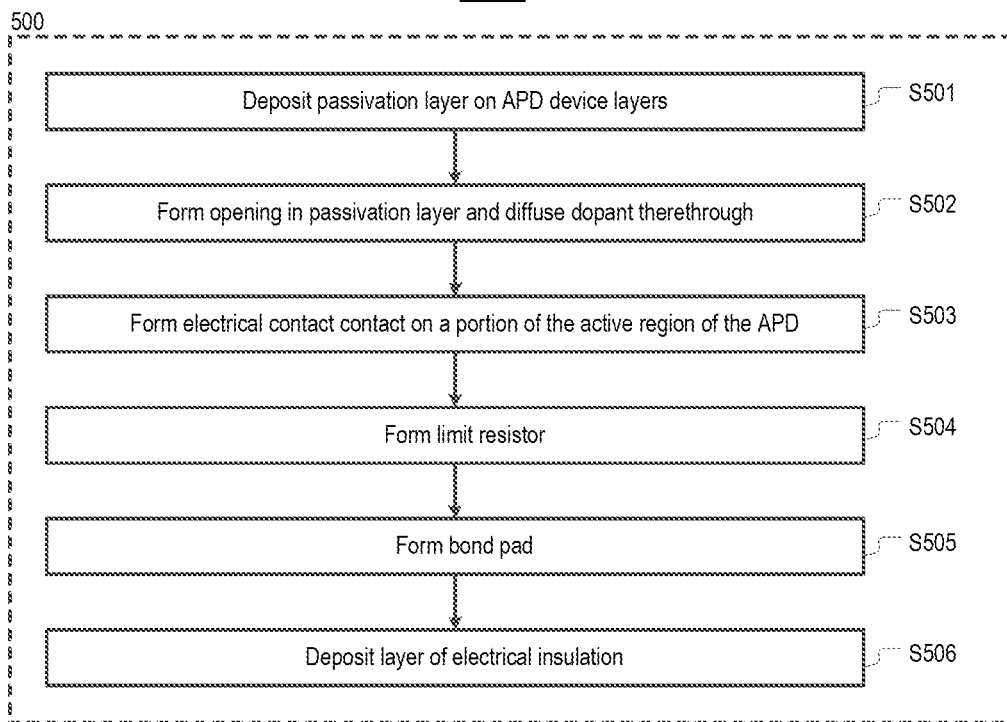 500
Deposit passivation layer on APD device layers
S501
Form opening in passivation layer and diffuse dopant therethrough
S502
Form electrical contact contact on a portion of the active region of the APD
S503
Form limit resistor
S504
Form bond pad
S505
Deposit layer of electrical insulation
S506